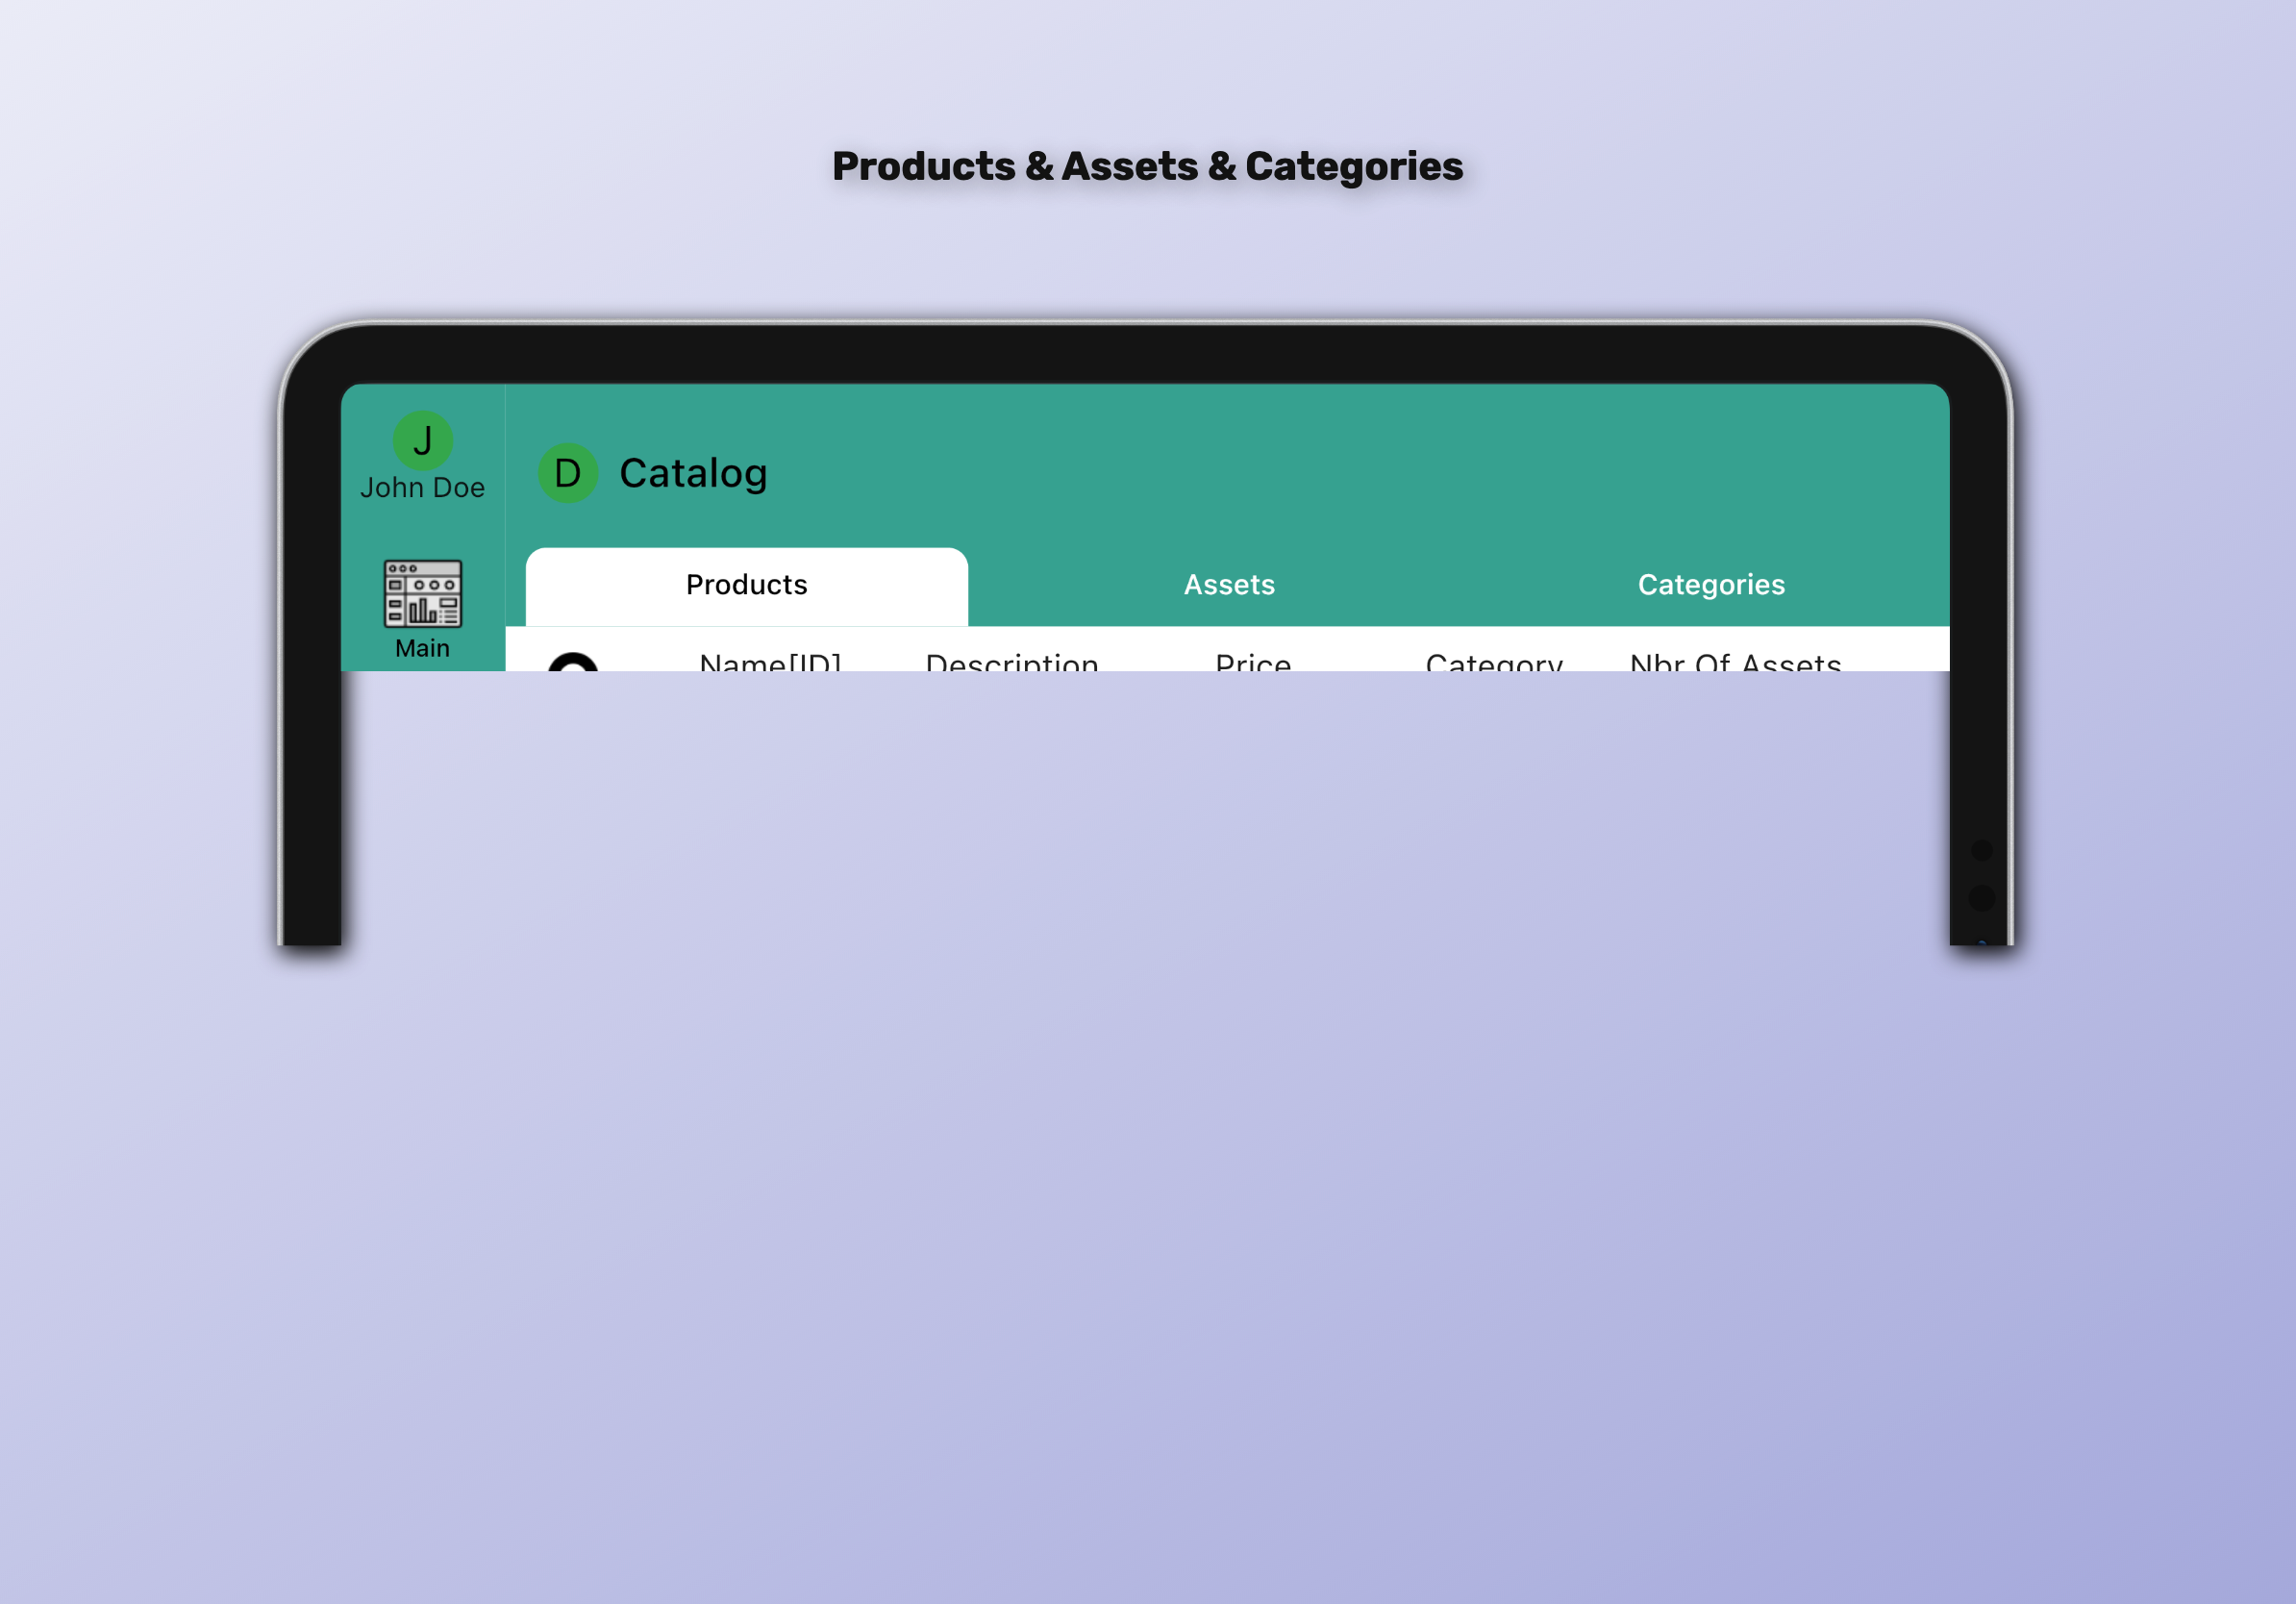 Products & Assets & Categories
J
John Doe
D Catalog
Products Assets Categories
Main
Name[ID] Description Price Category Nbr Of Assets